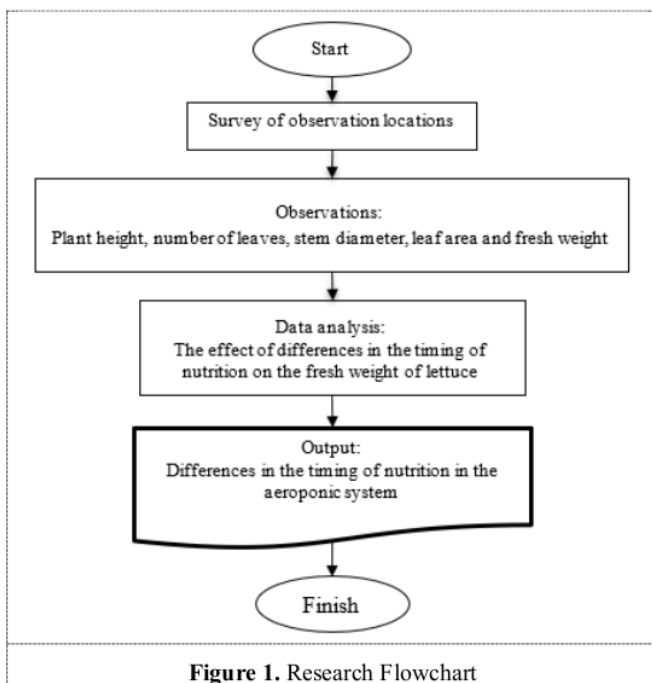 Start
Survey of observation locations
Observations:
Plant height, number of leaves, stem diameter, leaf area and fresh weight
Data analysis:
The effect of differences in the timing of
nutrition on the fresh weight of lettuce
Output:
Differences in the timing of nutrition in the
aeroponic system
Finish
Figure 1. Research Flowchart